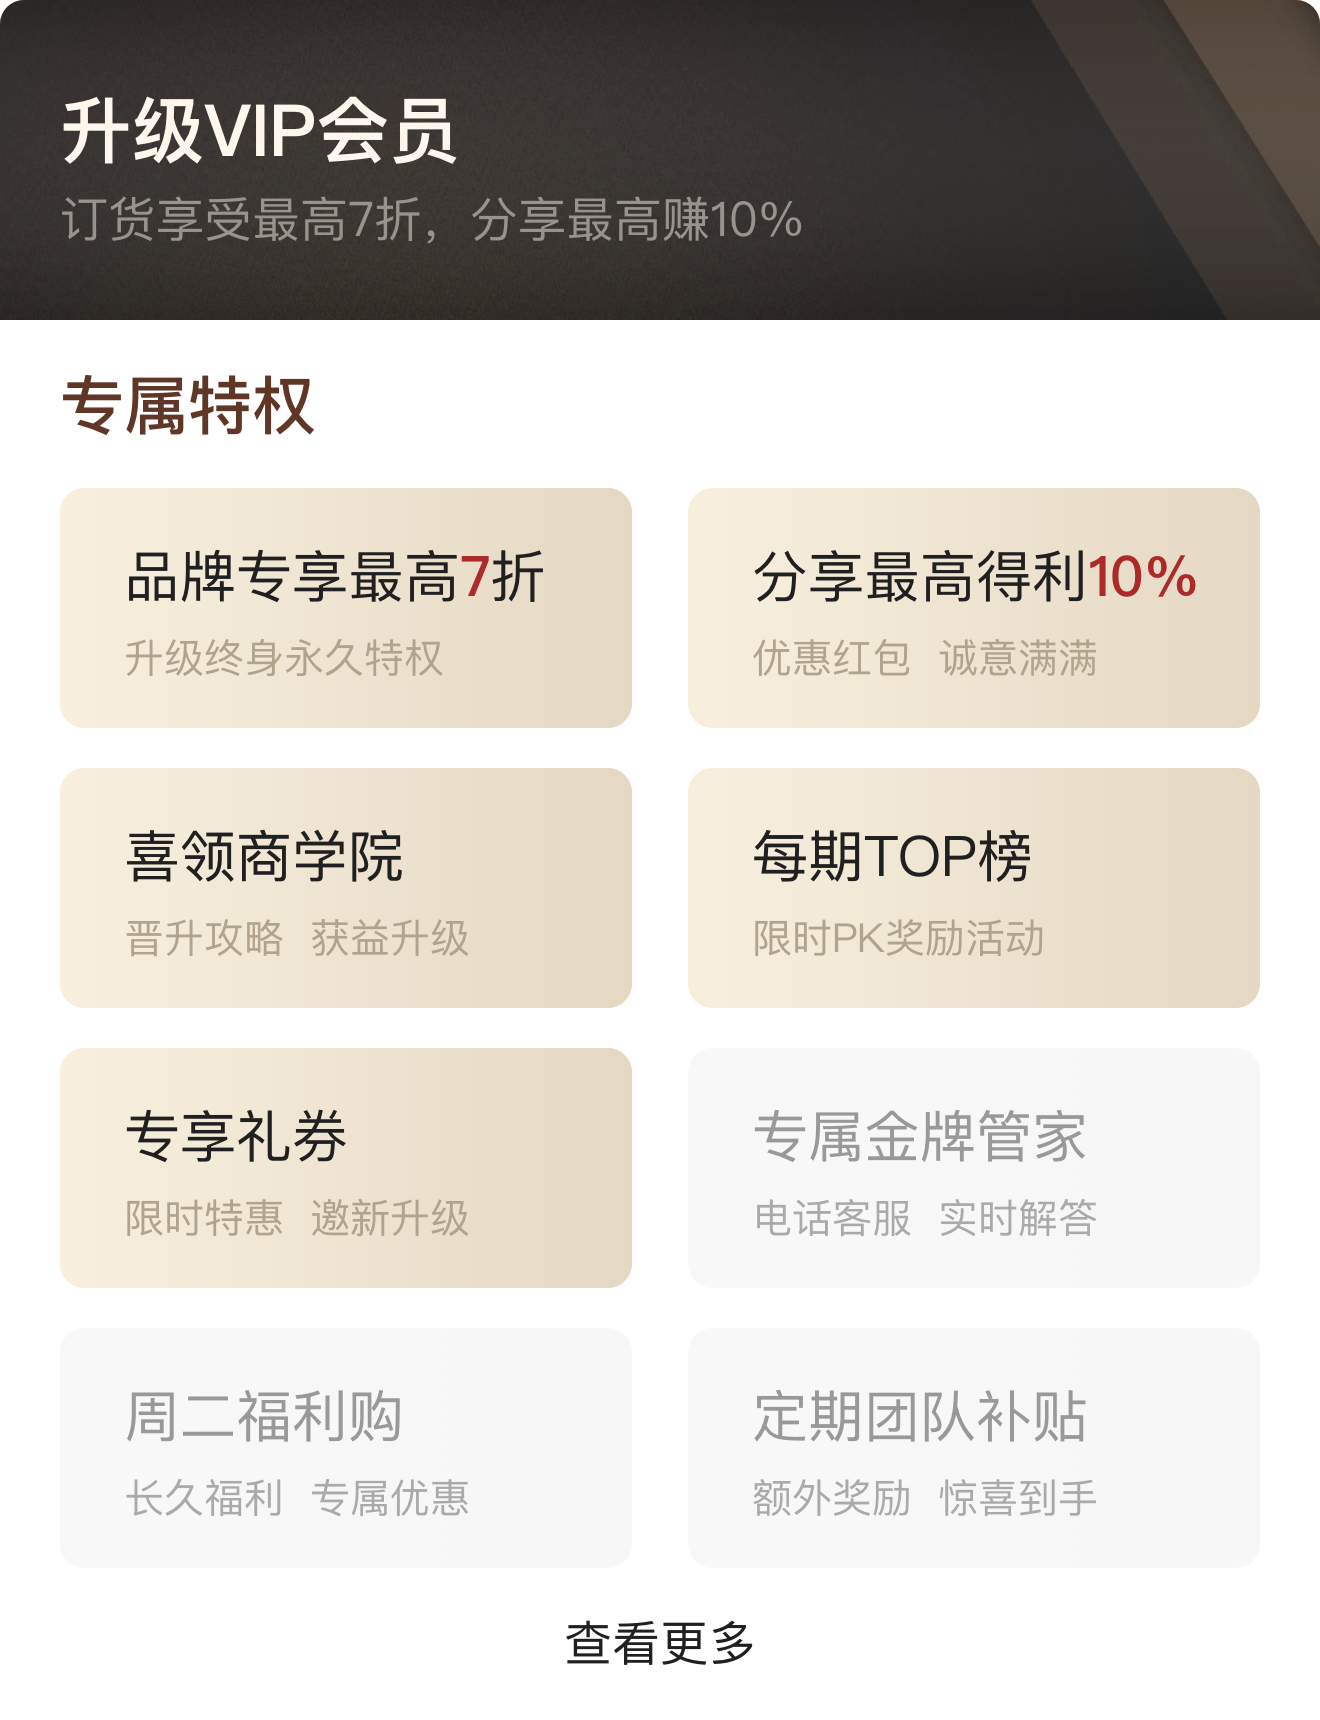 升级VIP会员
订货享受最高7折，分享最高赚10%
专属特权
品牌专享最高7折
升级终身永久特权
分享最高得利10%
优惠红包 诚意满满
喜领商学院
晋升攻略 获益升级
每期TOP榜
限时PK奖励活动
专享礼券
限时特惠 邀新升级
专属金牌管家
电话客服 实时解答
周二福利购
长久福利 专属优惠
定期团队补贴
额外奖励 惊喜到手
查看更多